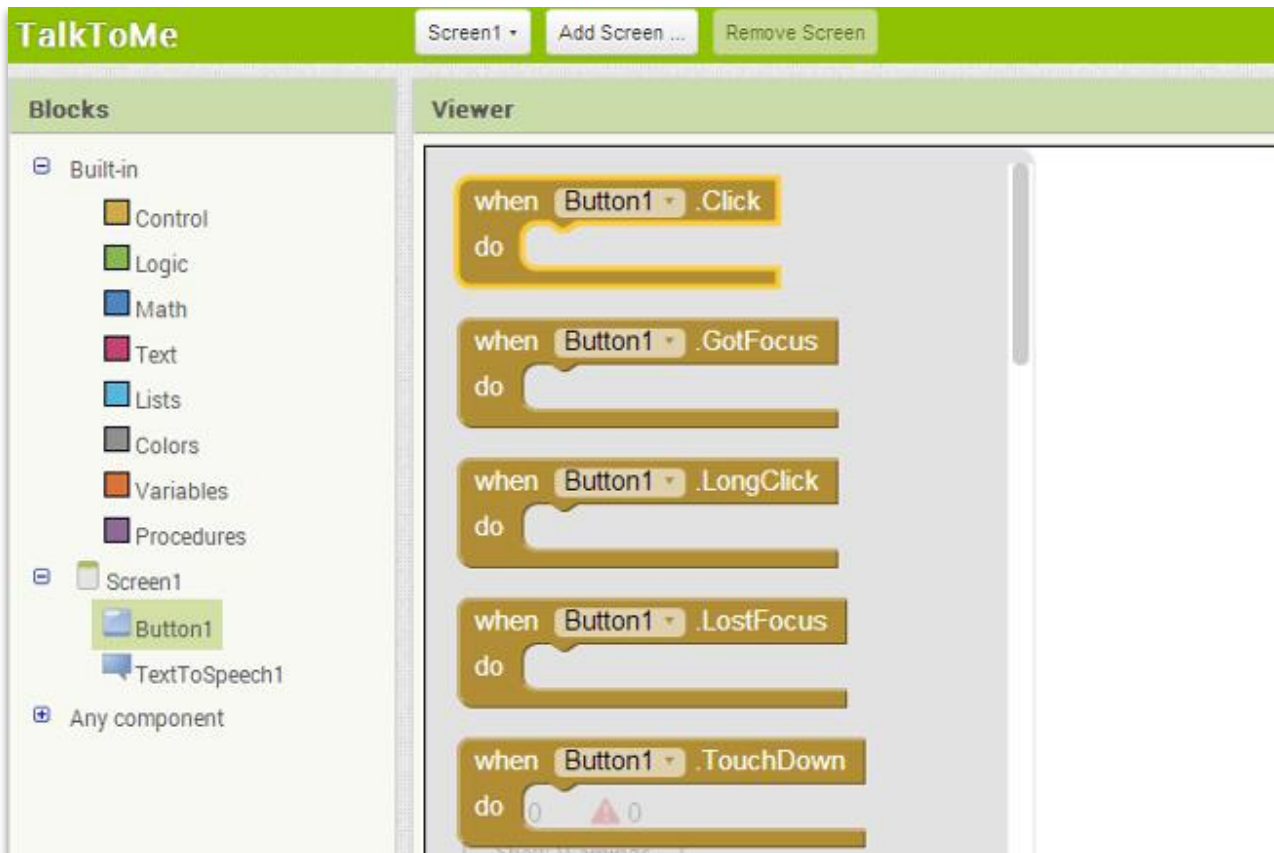 TalkToMe
Screen1
Add Screen ...
Remove Screen
Blocks
Viewer
Built-in
Control
Logic
Math
Text
Lists
Colors
Variables
Procedures
Screen1
Button1
TextToSpeech1
Any component
when Button1 .Click
do
when Button1 .GotFocus
do
when Button1 .LongClick
do
when Button1 .LostFocus
do
when Button1 .TouchDown
do
0 0